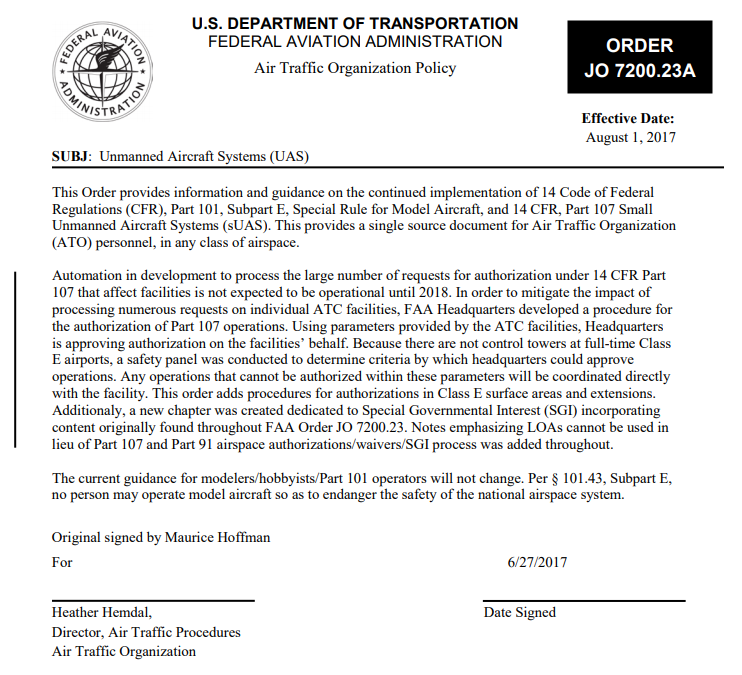 U.S. DEPARTMENT OF TRANSPORTATION
FEDERAL AVIATION ADMINISTRATION
Air Traffic Organization Policy
FEDERAL AVIATION
ADMINISTRATION
ORDER
JO 7200.23A
Effective Date:
August 1, 2017
SUBJ: Unmanned Aircraft Systems (UAS)
This Order provides information and guidance on the continued implementation of 14 Code of Federal
Regulations (CFR), Part 101, Subpart E, Special Rule for Model Aircraft, and 14 CFR, Part 107 Small
Unmanned Aircraft Systems (sUAS). This provides a single source document for Air Traffic Organization
(ATO) personnel, in any class of airspace.
Automation in development to process the large number of requests for authorization under 14 CFR Part
107 that affect facilities is not expected to be operational until 2018. In order to mitigate the impact of
processing numerous requests on individual ATC facilities, FAA Headquarters developed a procedure for
the authorization of Part 107 operations. Using parameters provided by the ATC facilities, Headquarters
is approving authorization on the facilities’ behalf. Because there are not control towers at full-time Class
E airports, a safety panel was conducted to determine criteria by which headquarters could approve
operations. Any operations that cannot be authorized within these parameters will be coordinated directly
with the facility. This order adds procedures for authorizations in Class E surface areas and extensions.
Additionaly, a new chapter was created dedicated to Special Governmental Interest (SGI) incorporating
content originally found throughout FAA Order JO 7200.23. Notes emphasizing LOAs cannot be used in
lieu of Part 107 and Part 91 airspace authorizations/waivers/SGI process was added throughout.
The current guidance for modelers/hobbyists/Part 101 operators will not change. Per § 101.43, Subpart E,
no person may operate model aircraft so as to endanger the safety of the national airspace system.
Original signed by Maurice Hoffman
For
6/27/2017
Heather Hemdal,
Date Signed
Director, Air Traffic Procedures
Air Traffic Organization